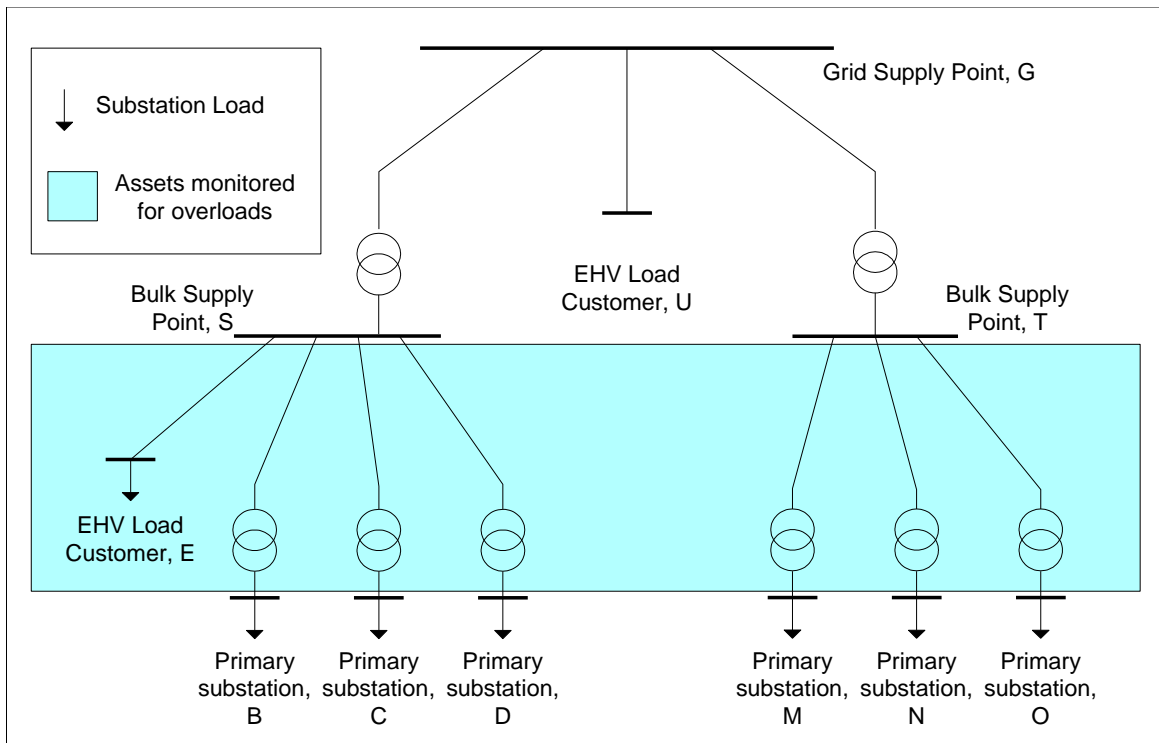 Grid Supply Point, G
Substation Load
Assets monitored
for overloads
EHV Load
Customer, U
Bulk Supply
Point, S
Bulk Supply
Point, T
EHV Load
Customer, E
Primary
substation,
B
Primary
substation,
C
Primary
substation,
D
Primary
substation,
M
Primary
substation,
N
Primary
substation,
O